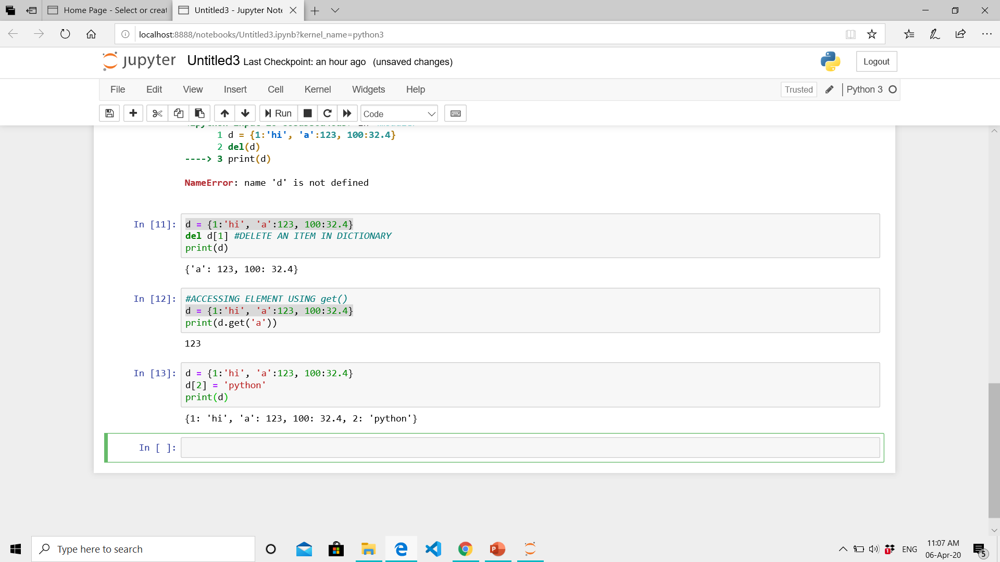 Home Page - Select or creat
Untitled3 - Jupyter Note
localhost:8888/notebooks/Untitled3.ipynb?kernel_name=python3
jupyter Untitled3 Last Checkpoint: an hour ago (unsaved changes)
Logout
File Edit View Insert Cell Kernel Widgets Help
Trusted Python 3
Run Code
1 d = {1:'hi', 'a':123, 100:32.4}
2 del(d)
----> 3 print(d)
NameError: name 'd' is not defined
In [11]: d = {1:'hi', 'a':123, 100:32.4}
del d[1] #DELETE AN ITEM IN DICTIONARY
print(d)
{'a': 123, 100: 32.4}
In [12]: #ACCESSING ELEMENT USING get()
d = {1:'hi', 'a':123, 100:32.4}
print(d.get('a'))
123
In [13]: d = {1:'hi', 'a':123, 100:32.4}
d[2] = 'python'
print(d)
{1: 'hi', 'a': 123, 100: 32.4, 2: 'python'}
In [ ]:
Type here to search
1
ENG
11:07 AM
06-Apr-20
5